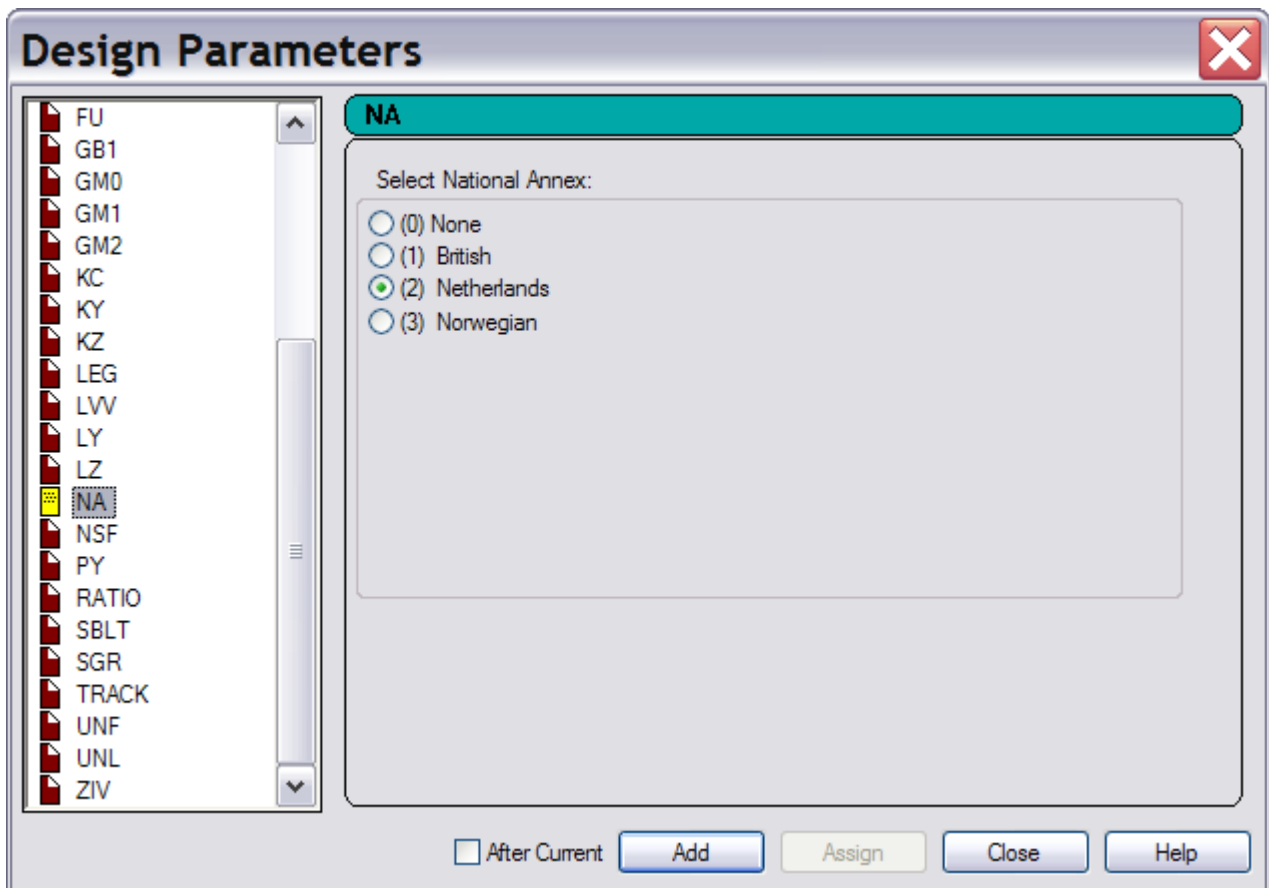 Design Parameters
FU
GB1
GM0
GM1
GM2
KC
KY
KZ
LEG
LVV
LY
LZ
NA
NSF
PY
RATIO
SBLT
SGR
TRACK
UNF
UNL
ZIV
NA
Select National Annex:
(0) None
(1) British
(2) Netherlands
(3) Norwegian
After Current Add Assign Close Help